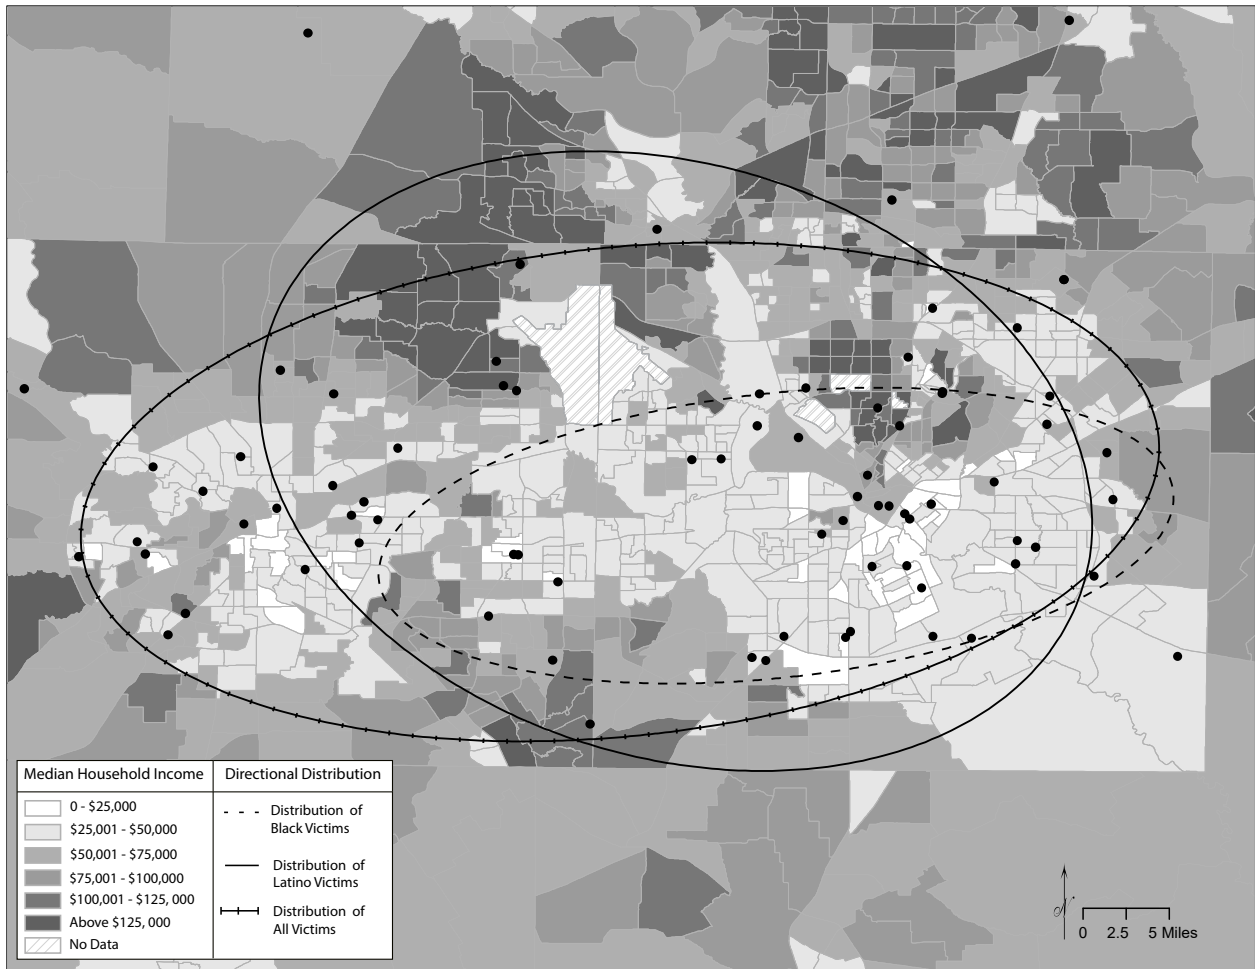 Median Household Income
0 - $25,000
$25,001 - $50,000
$50,001 - $75,000
$75,001 - $100,000
$100,001 - $125, 000
Above $125, 000
No Data
Directional Distribution
Distribution of
Black Victims
Distribution of
Latino Victims
Distribution of
All Victims
N
0 2.5 5 Miles